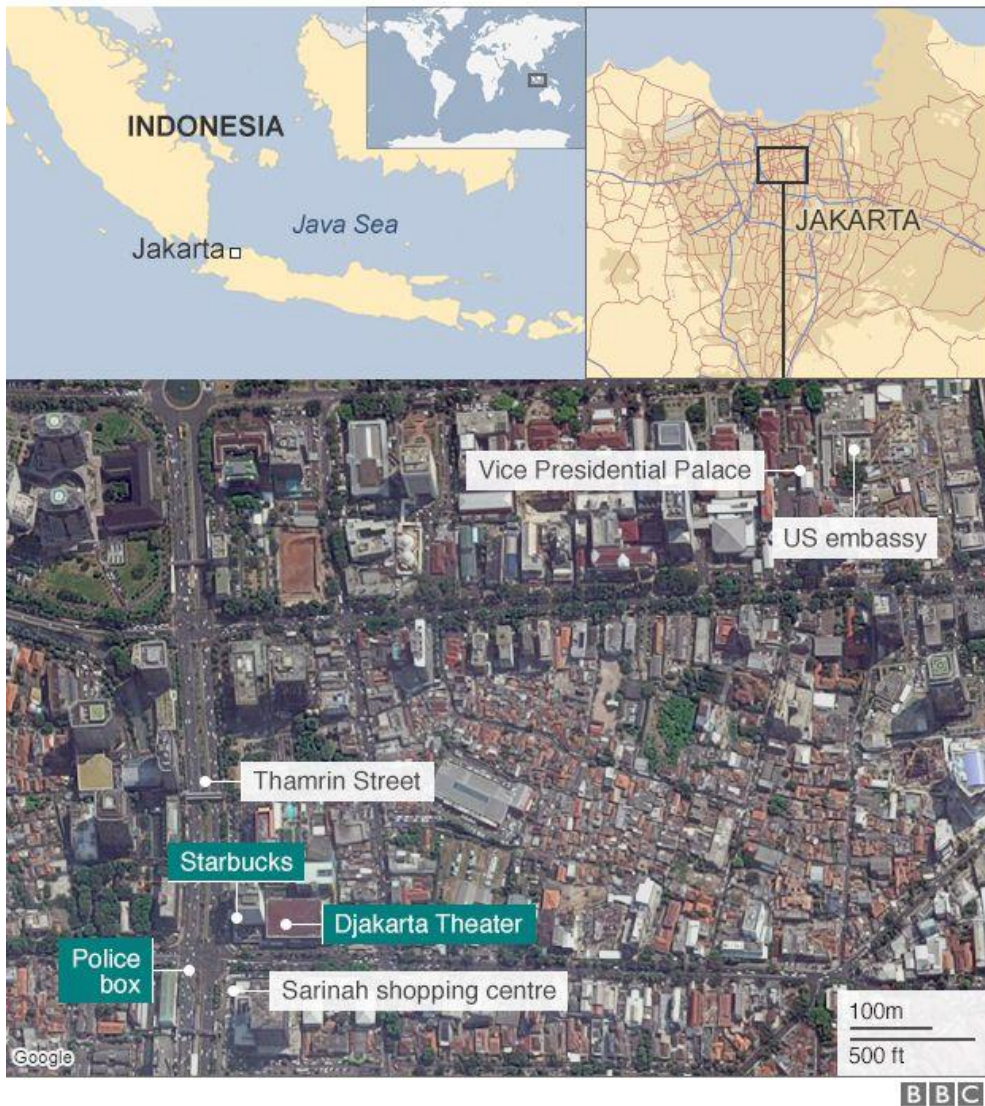 INDONESIA
Java Sea
Jakarta
JAKARTA
Vice Presidential Palace
US embassy
Thamrin Street
Starbucks
Djakarta Theater
Police
box
Sarinah shopping centre
100m
500 ft
Google
BBC